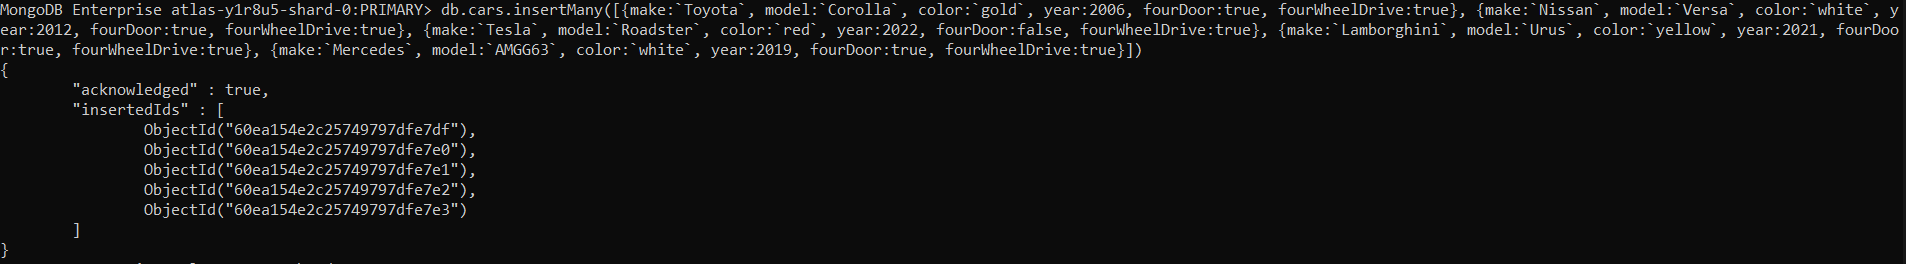 MongoDB Enterprise atlas-y1r8u5-shard-0:PRIMARY> db.cars.insertMany([{make:`Toyota`, model:`Corolla`, color:`gold`, year:2006, fourDoor:true, fourWheelDrive:true}, {make:`Nissan`, model:`Versa`, color:`white`, y
ear:2012, fourDoor:true, fourWheelDrive:true}, {make:`Tesla`, model:`Roadster`, color:`red`, year:2022, fourDoor:false, fourWheelDrive:true}, {make:`Lamborghini`, model:`Urus`, color:`yellow`, year:2021, fourDoo
r:true, fourWheelDrive:true}, {make:`Mercedes`, model:`AMGG63`, color:`white`, year:2019, fourDoor:true, fourWheelDrive:true}])
{
        "acknowledged" : true,
        "insertedIds" : [
                ObjectId("60ea154e2c25749797dfe7df"),
                ObjectId("60ea154e2c25749797dfe7e0"),
                ObjectId("60ea154e2c25749797dfe7e1"),
                ObjectId("60ea154e2c25749797dfe7e2"),
                ObjectId("60ea154e2c25749797dfe7e3")
        ]
}